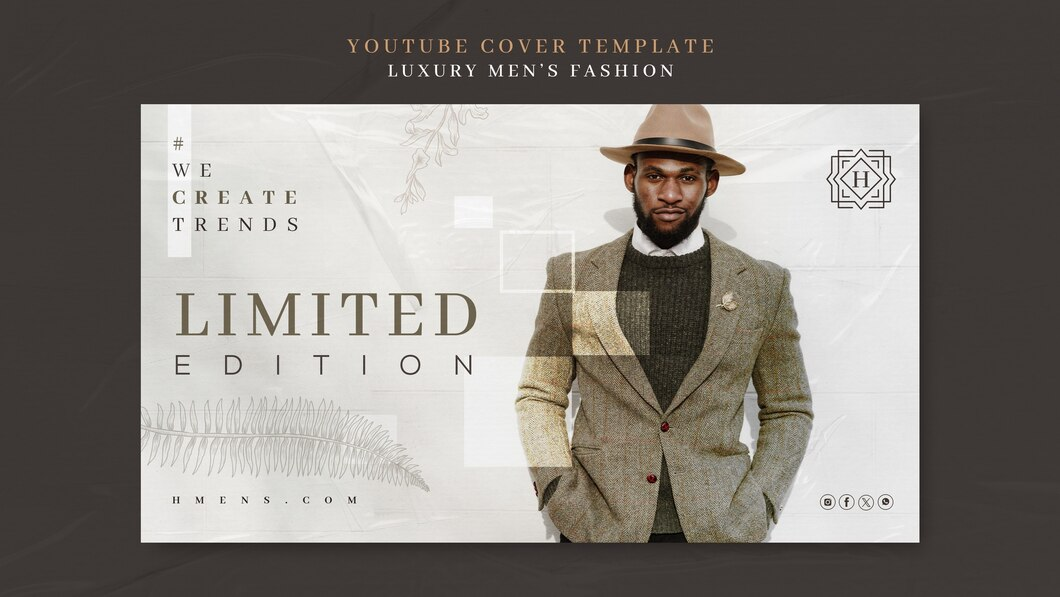 YOUTUBE COVER TEMPLATE
LUXURY MEN'S FASHION
#
WE
CREATE
TRENDS
H
LIMITED
EDITION
HMENS.COM